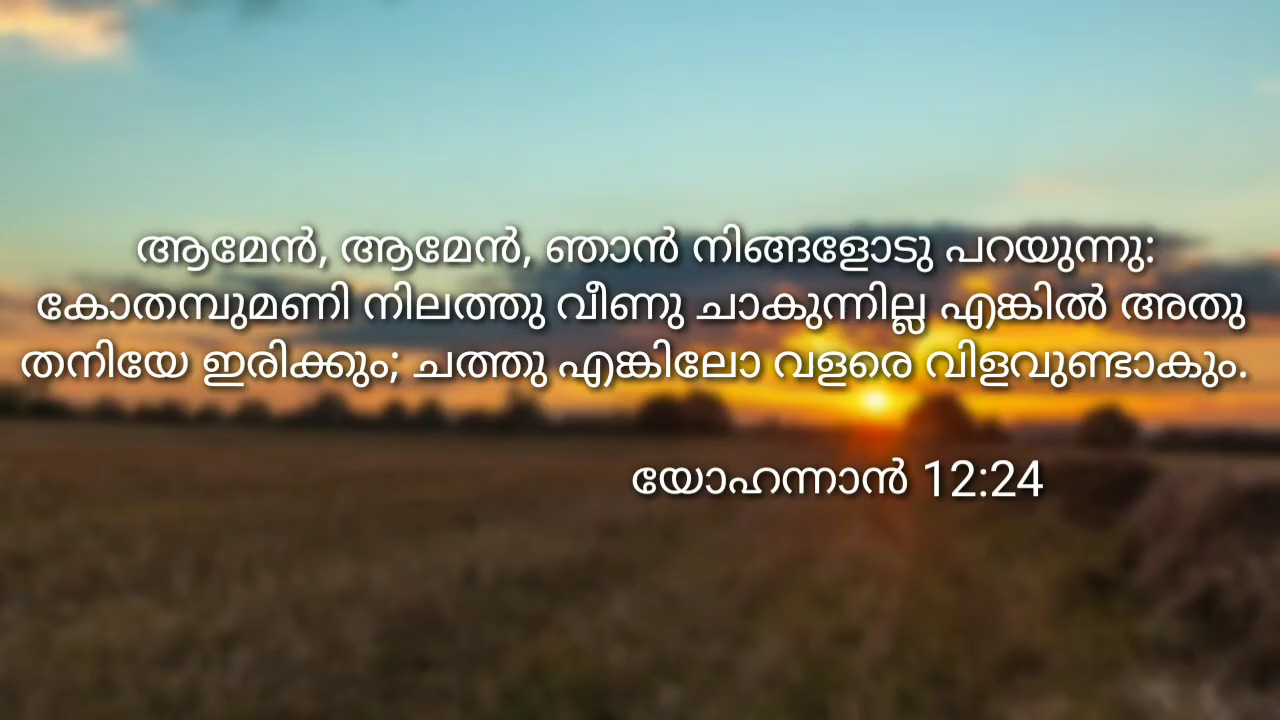 ആമേൻ, ആമേൻ, ഞാൻ നിങ്ങളോടു പറയുന്നു:
കോതമ്പുമണി നിലത്തു വീണു ചാകുന്നില്ല എങ്കിൽ അതു
തനിയേ ഇരിക്കും; ചത്തു എങ്കിലോ വളരെ വിളവുണ്ടാകും.
യോഹന്നാൻ 12:24